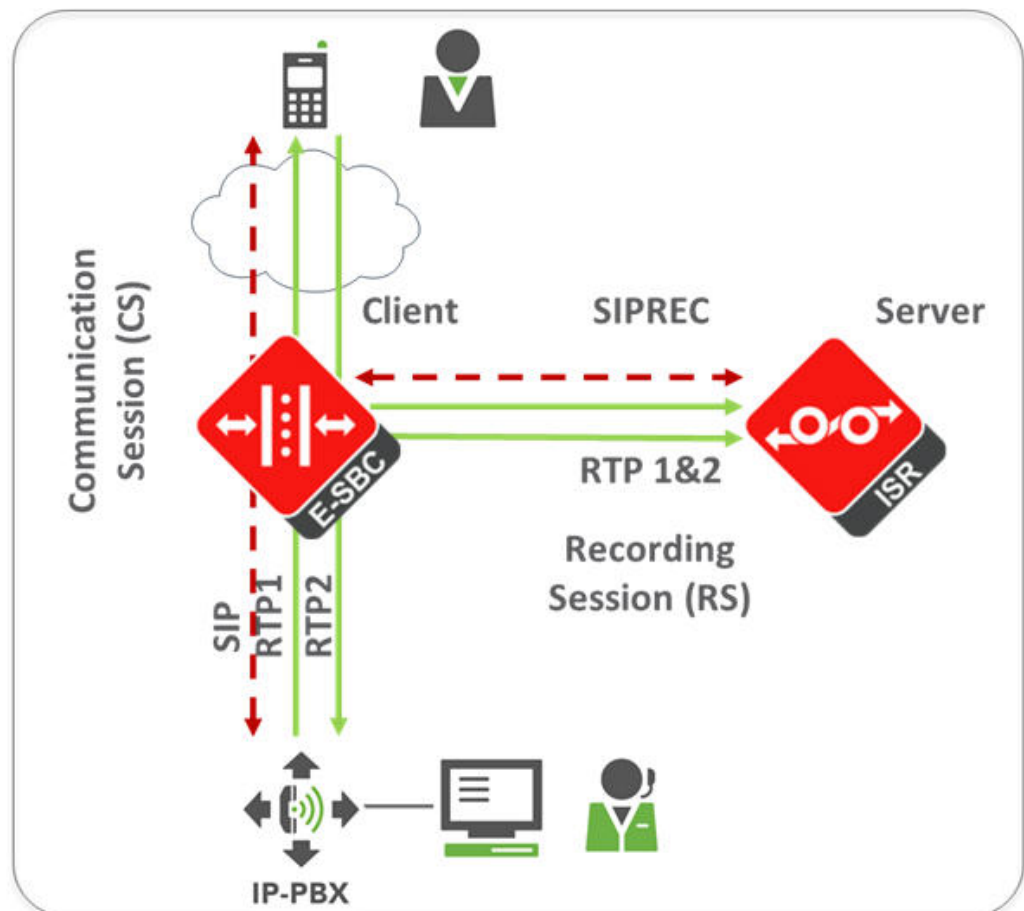 Communication
Session (CS)
Client
SIPREC
Server
E-SBC
ISR
RTP 1&2
Recording
Session (RS)
SIP
RTP1
RTP2
IP-PBX